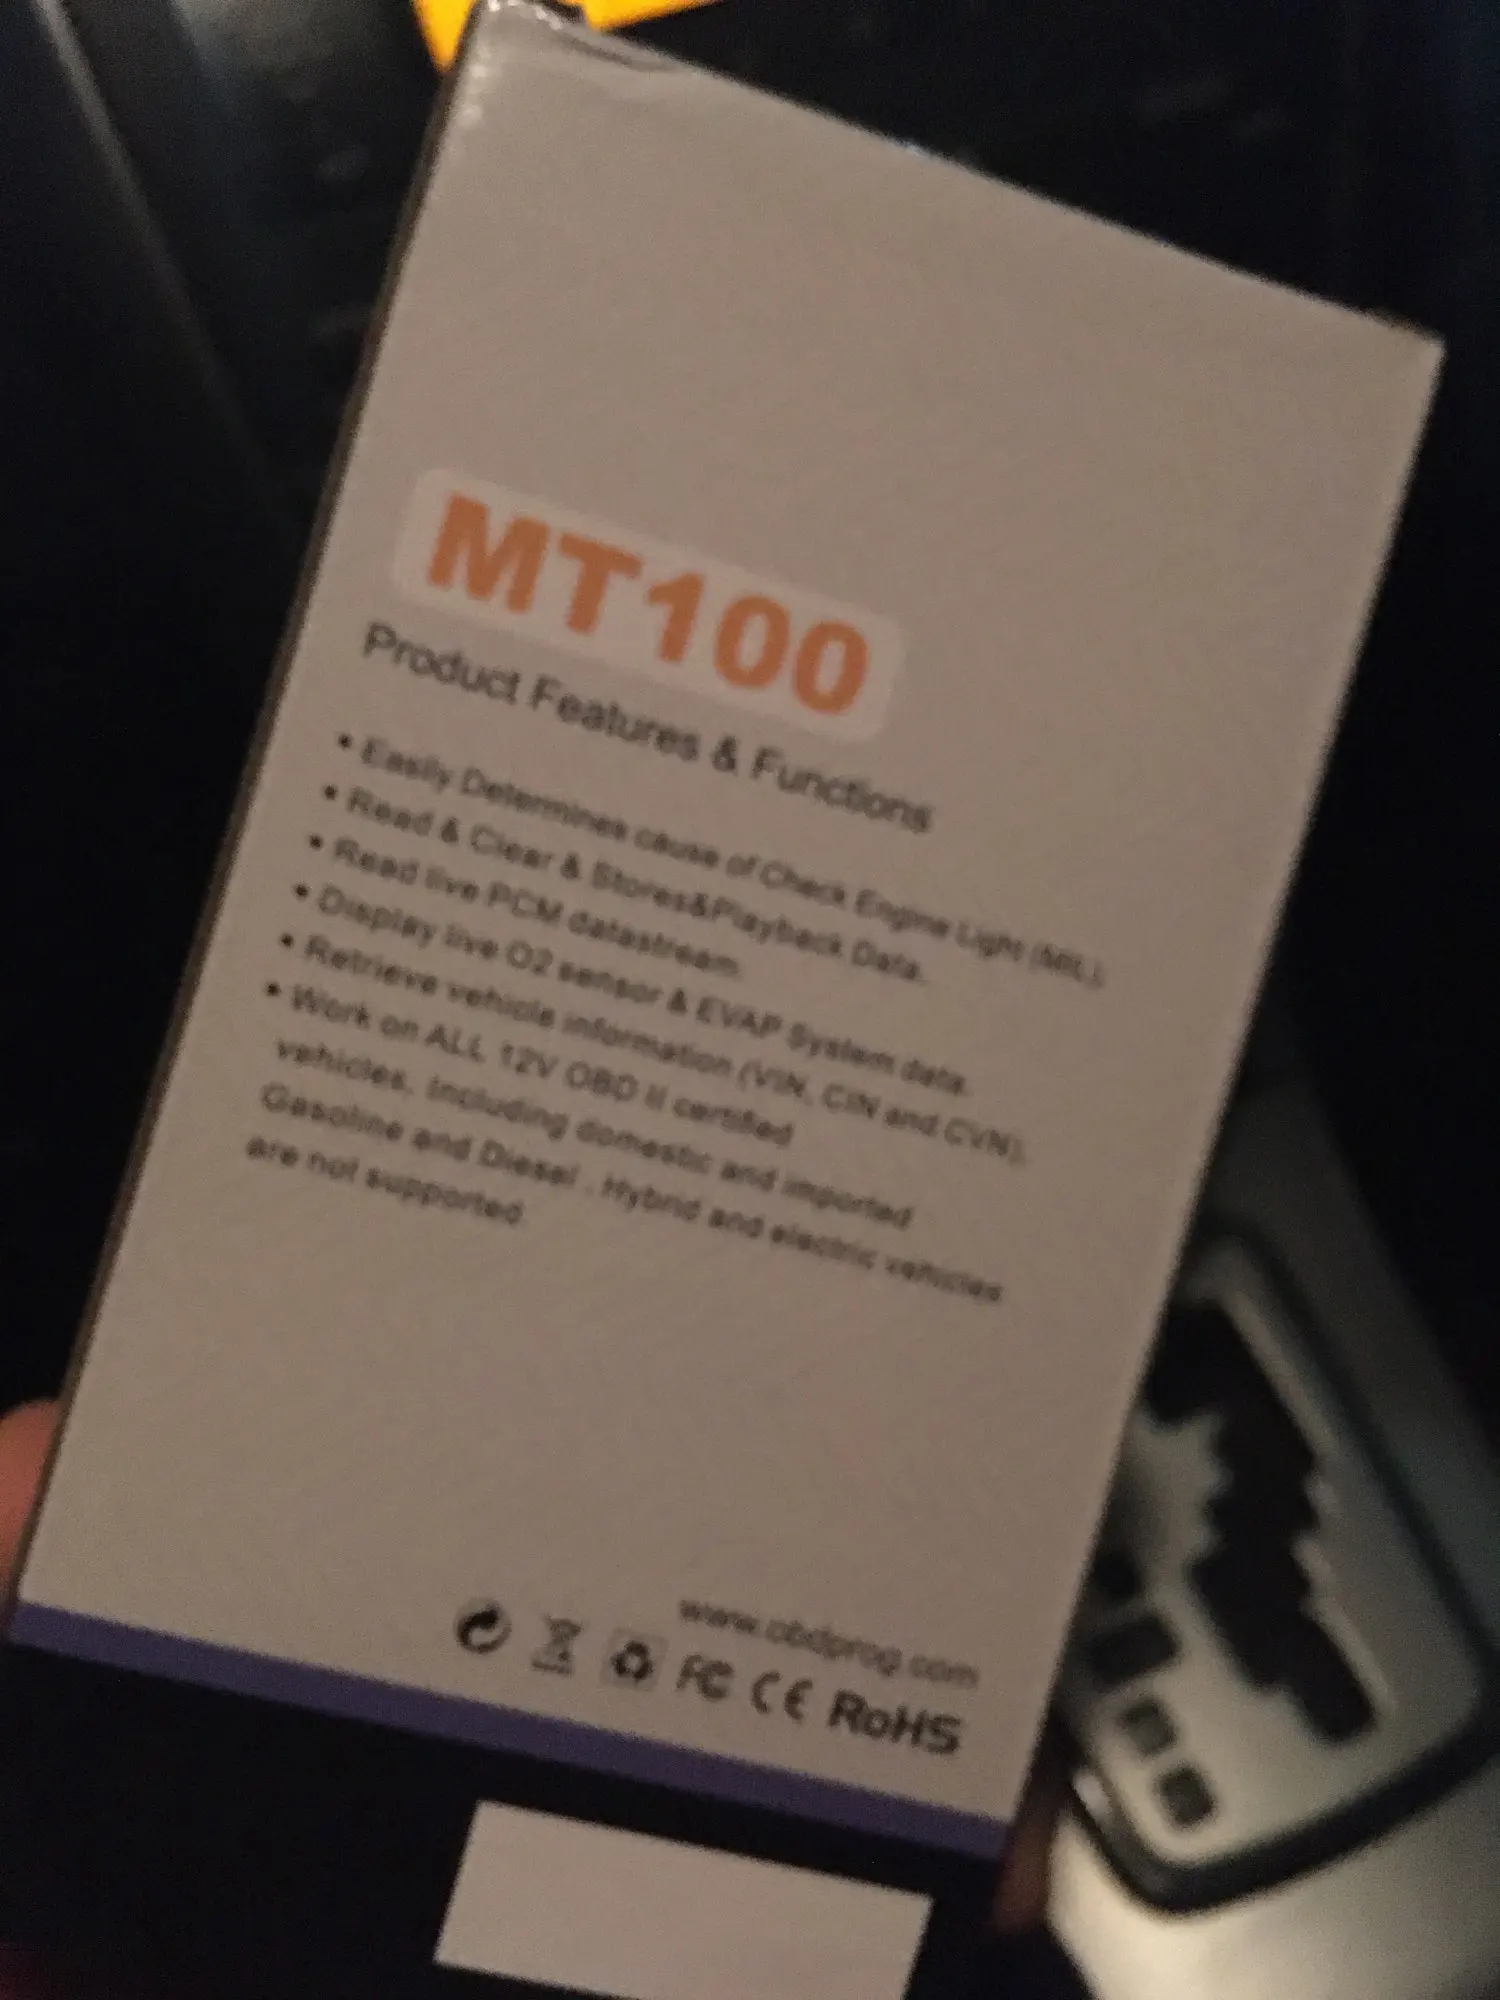 MT100
Product Features & Functions
• Easily Determines cause of Check Engine Light (MIL).
• Read & Clear & Stores&Playback Data.
• Read live PCM datastream.
• Display live O2 sensor & EVAP System data.
• Retrieve vehicle information (VIN, CIN and CVN).
• Work on ALL 12V OBD II certified
vehicles, including domestic and imported
Gasoline and Diesel . Hybrid and electric vehicles
are not supported.
www.obdprog.com
FC CE RoHS